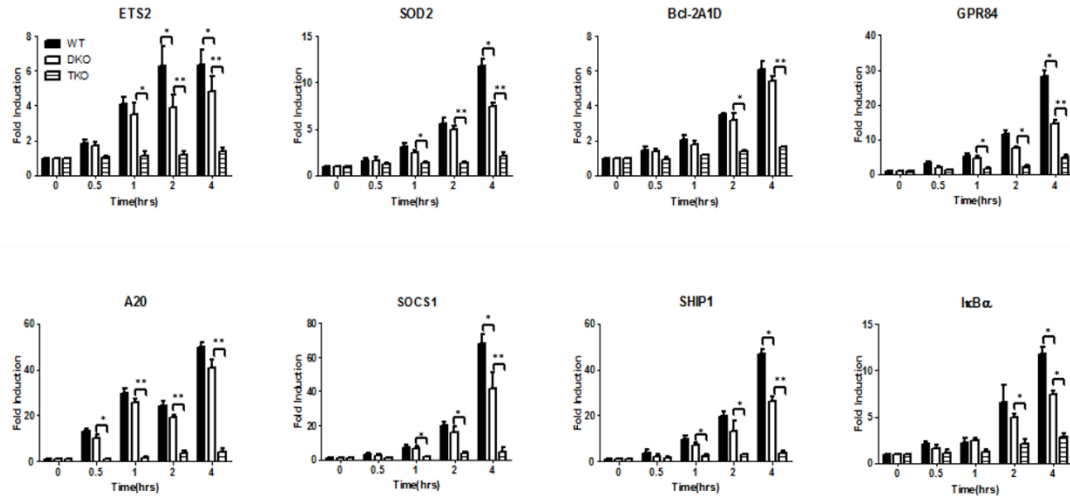 ETS2
SOD2
Bcl-2A1D
GPR84
WT
DKO
TKO
Fold Induction
8
6
4
2
0
* * * ** **
0 0.5 1 2 4
Time(hrs)
Fold Induction
15
10
5
0
* ** * **
0 0.5 1 2 4
Time(hrs)
Fold Induction
8
6
4
2
0
* **
0 0.5 1 2 4
Time(hrs)
Fold Induction
40
30
20
10
0
* * * **
0 0.5 1 2 4
Time(hrs)
A20
SOCS1
SHIP1
IκBα
Fold Induction
60
40
20
0
* ** ** **
0 0.5 1 2 4
Time(hrs)
Fold Induction
80
60
40
20
0
* * * **
0 0.5 1 2 4
Time(hrs)
Fold Induction
60
40
20
0
* * * **
0 0.5 1 2 4
Time(hrs)
Fold Induction
15
10
5
0
* * *
0 0.5 1 2 4
Time(hrs)